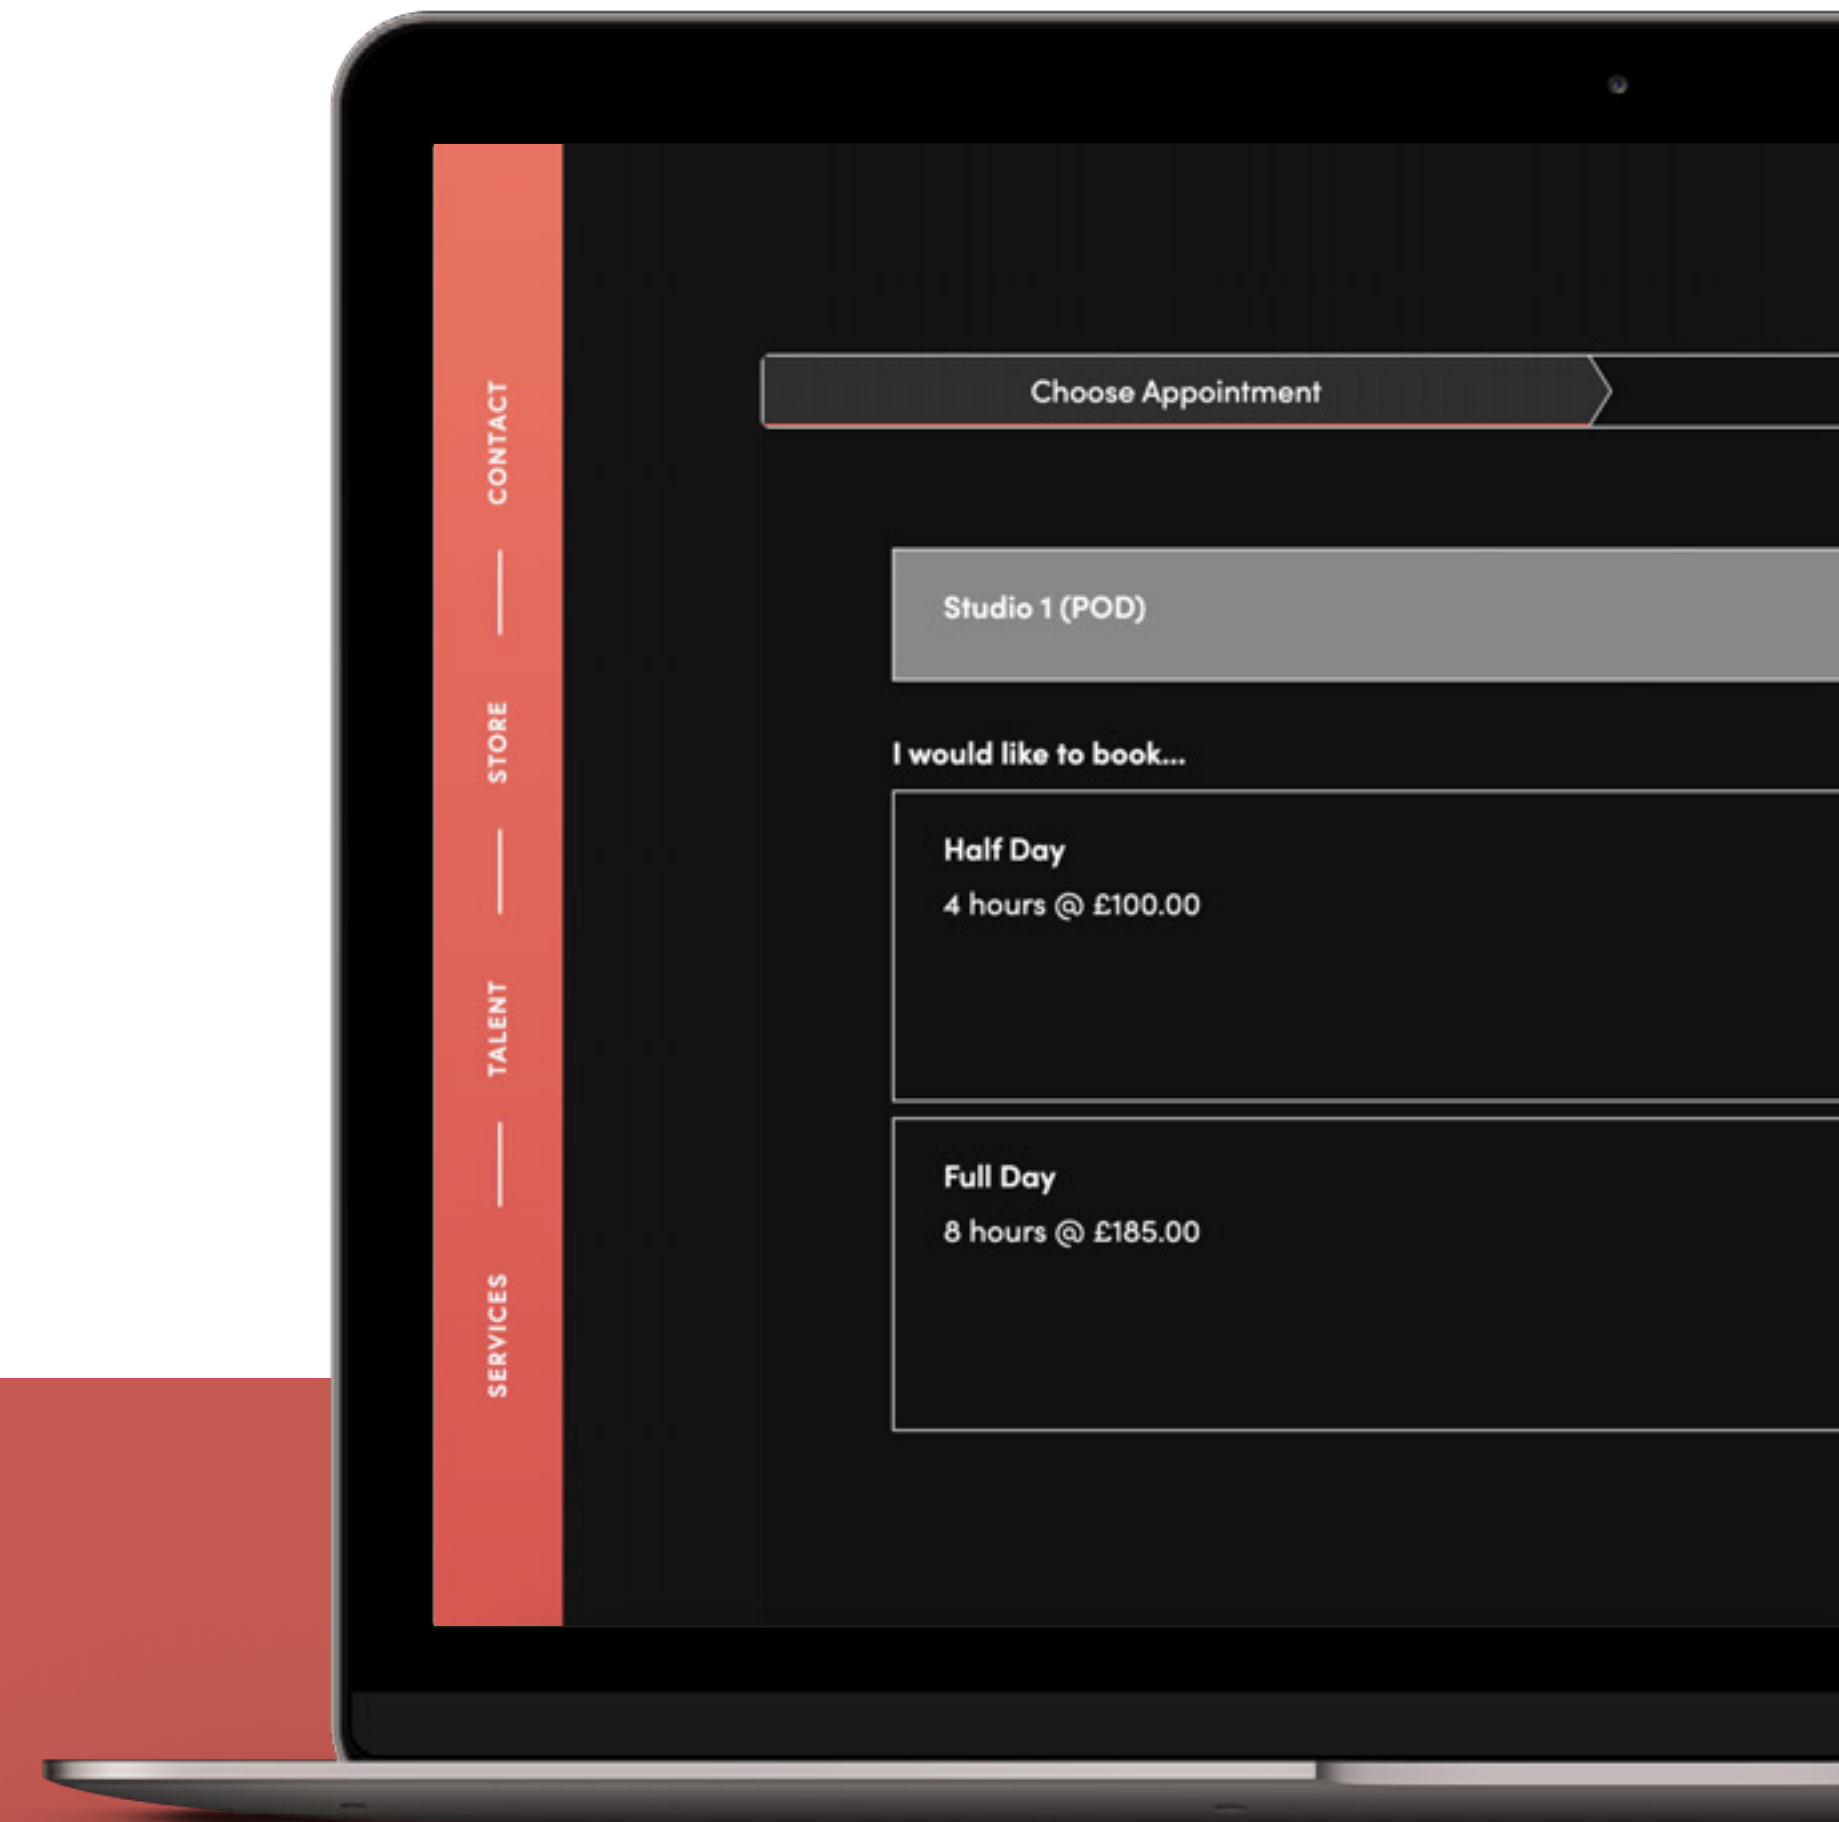 CONTACT
STORE
TALENT
SERVICES
Choose Appointment
Studio 1 (POD)
I would like to book...
Half Day
4 hours @ £100.00
Full Day
8 hours @ £185.00